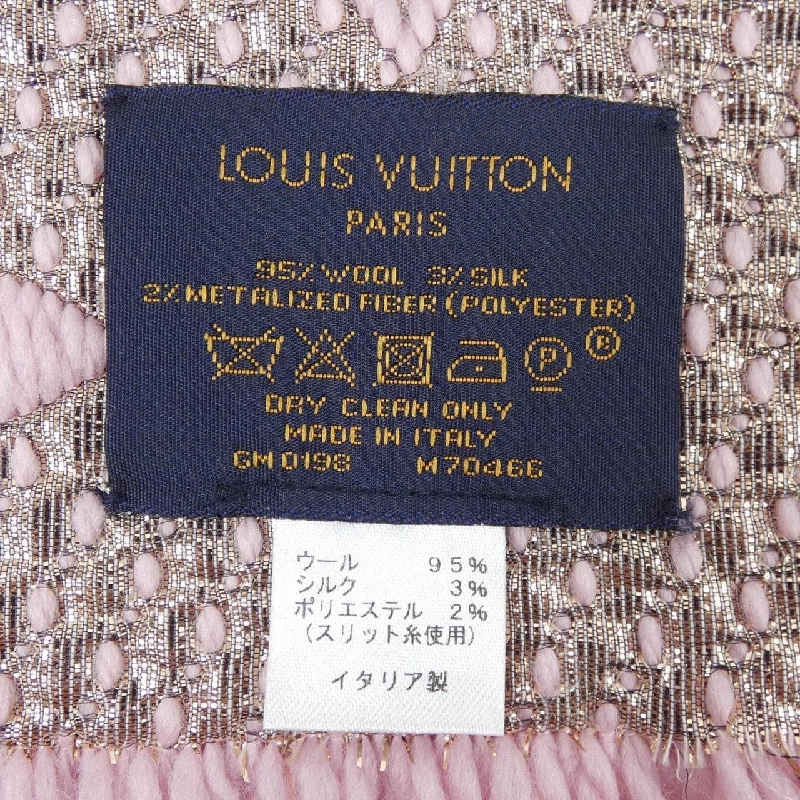 LOUIS VUITTON
PARIS
95% WOOL 3% SILK
2% METALIZED FIBER (POLYESTER)
P ®
DRY CLEAN ONLY
MADE IN ITALY
GM0198 M70466
ウール 95%
シルク 3%
ポリエステル 2%
(スリット糸使用)
イタリア製